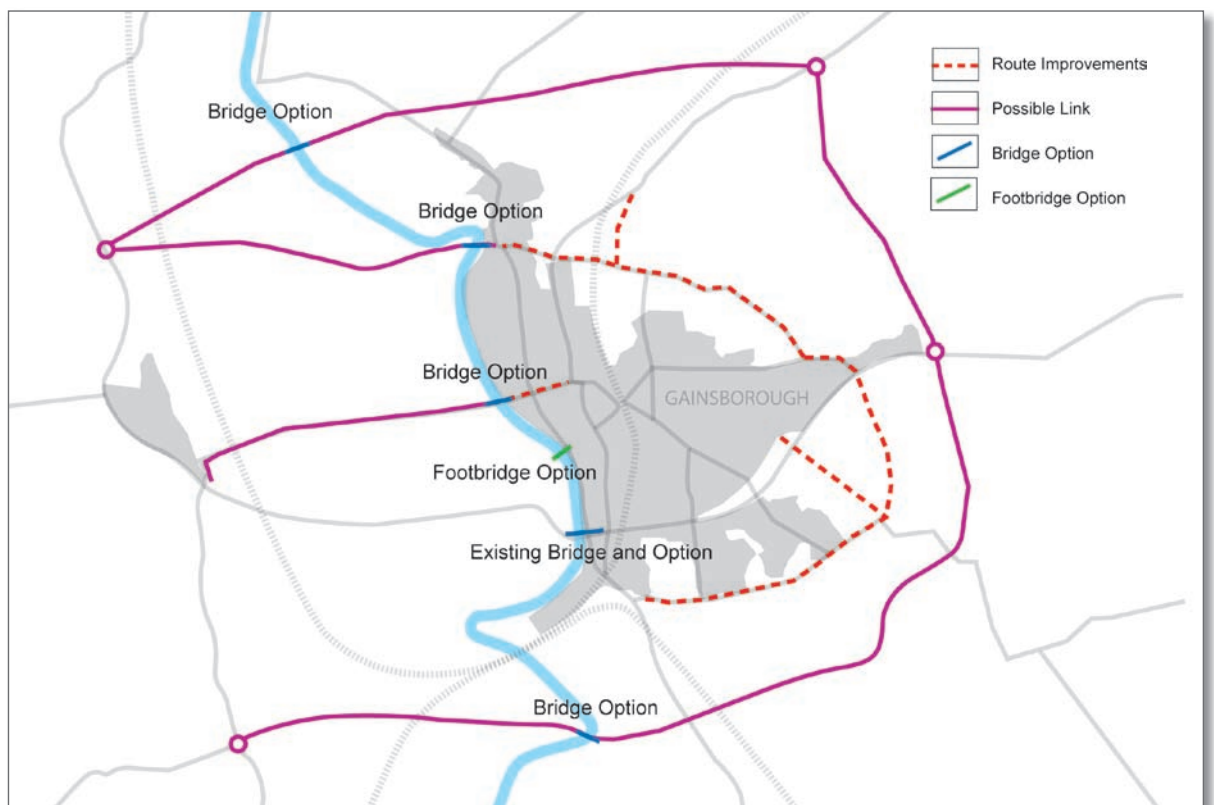 Route Improvements
Possible Link
Bridge Option
Footbridge Option
Bridge Option
Bridge Option
Bridge Option
GAINSBOROUGH
Footbridge Option
Existing Bridge and Option
Bridge Option